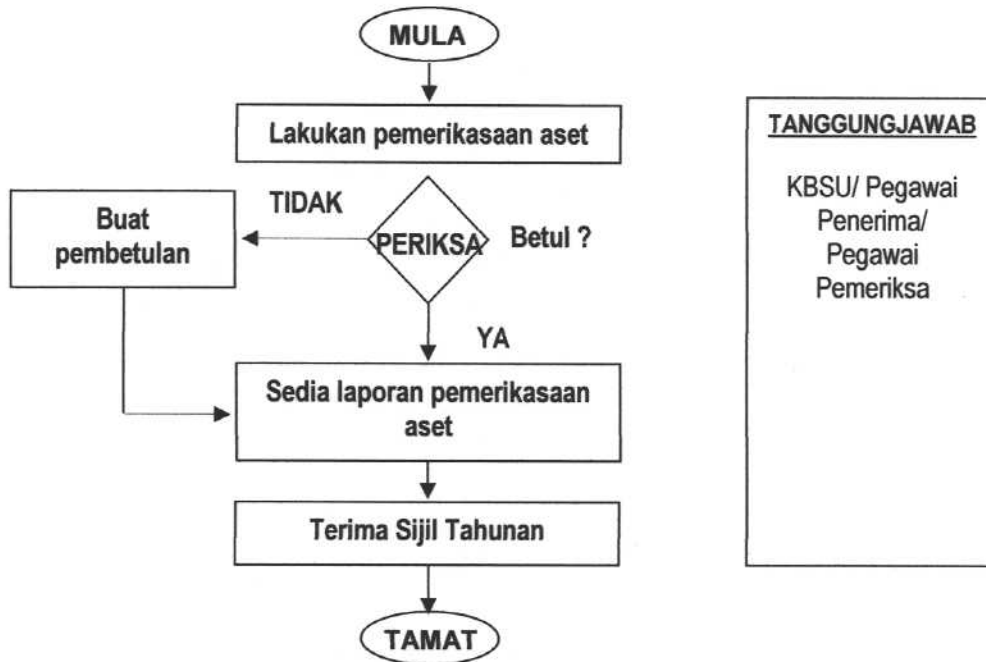 MULA
Lakukan pemerikasaan aset
TIDAK
Buat
pembetulan
PERIKSA
Betul ?
YA
Sedia laporan pemerikasaan
aset
Terima Sijil Tahunan
TAMAT
TANGGUNGJAWAB
KBSU/ Pegawai
Penerima/
Pegawai
Pemeriksa